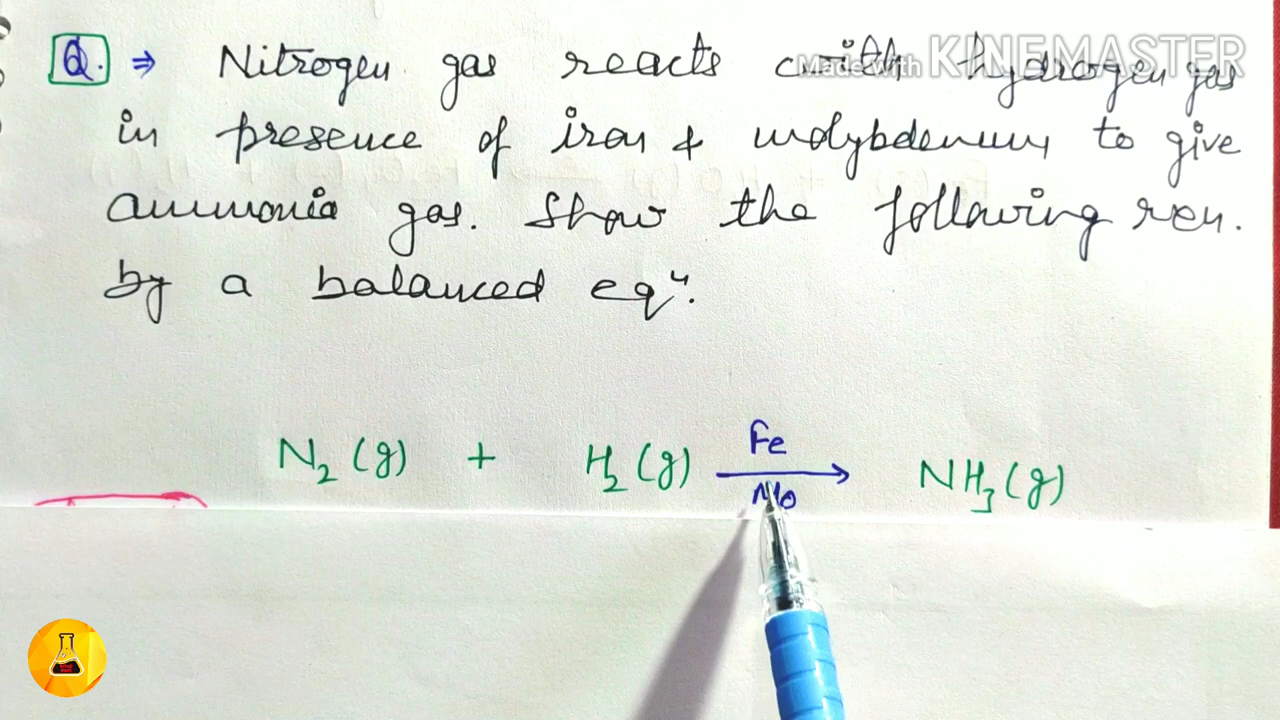 Q. ⇒ Nitrogen gas reacts with hydrogen gas
Made with KINEMASTER
in presence of iron & molybdenum to give
ammonia gas. Show the following rxn.
by a balanced eqⁿ.
N₂ (g) + H₂ (g) Fe → Mo NH₃ (g)